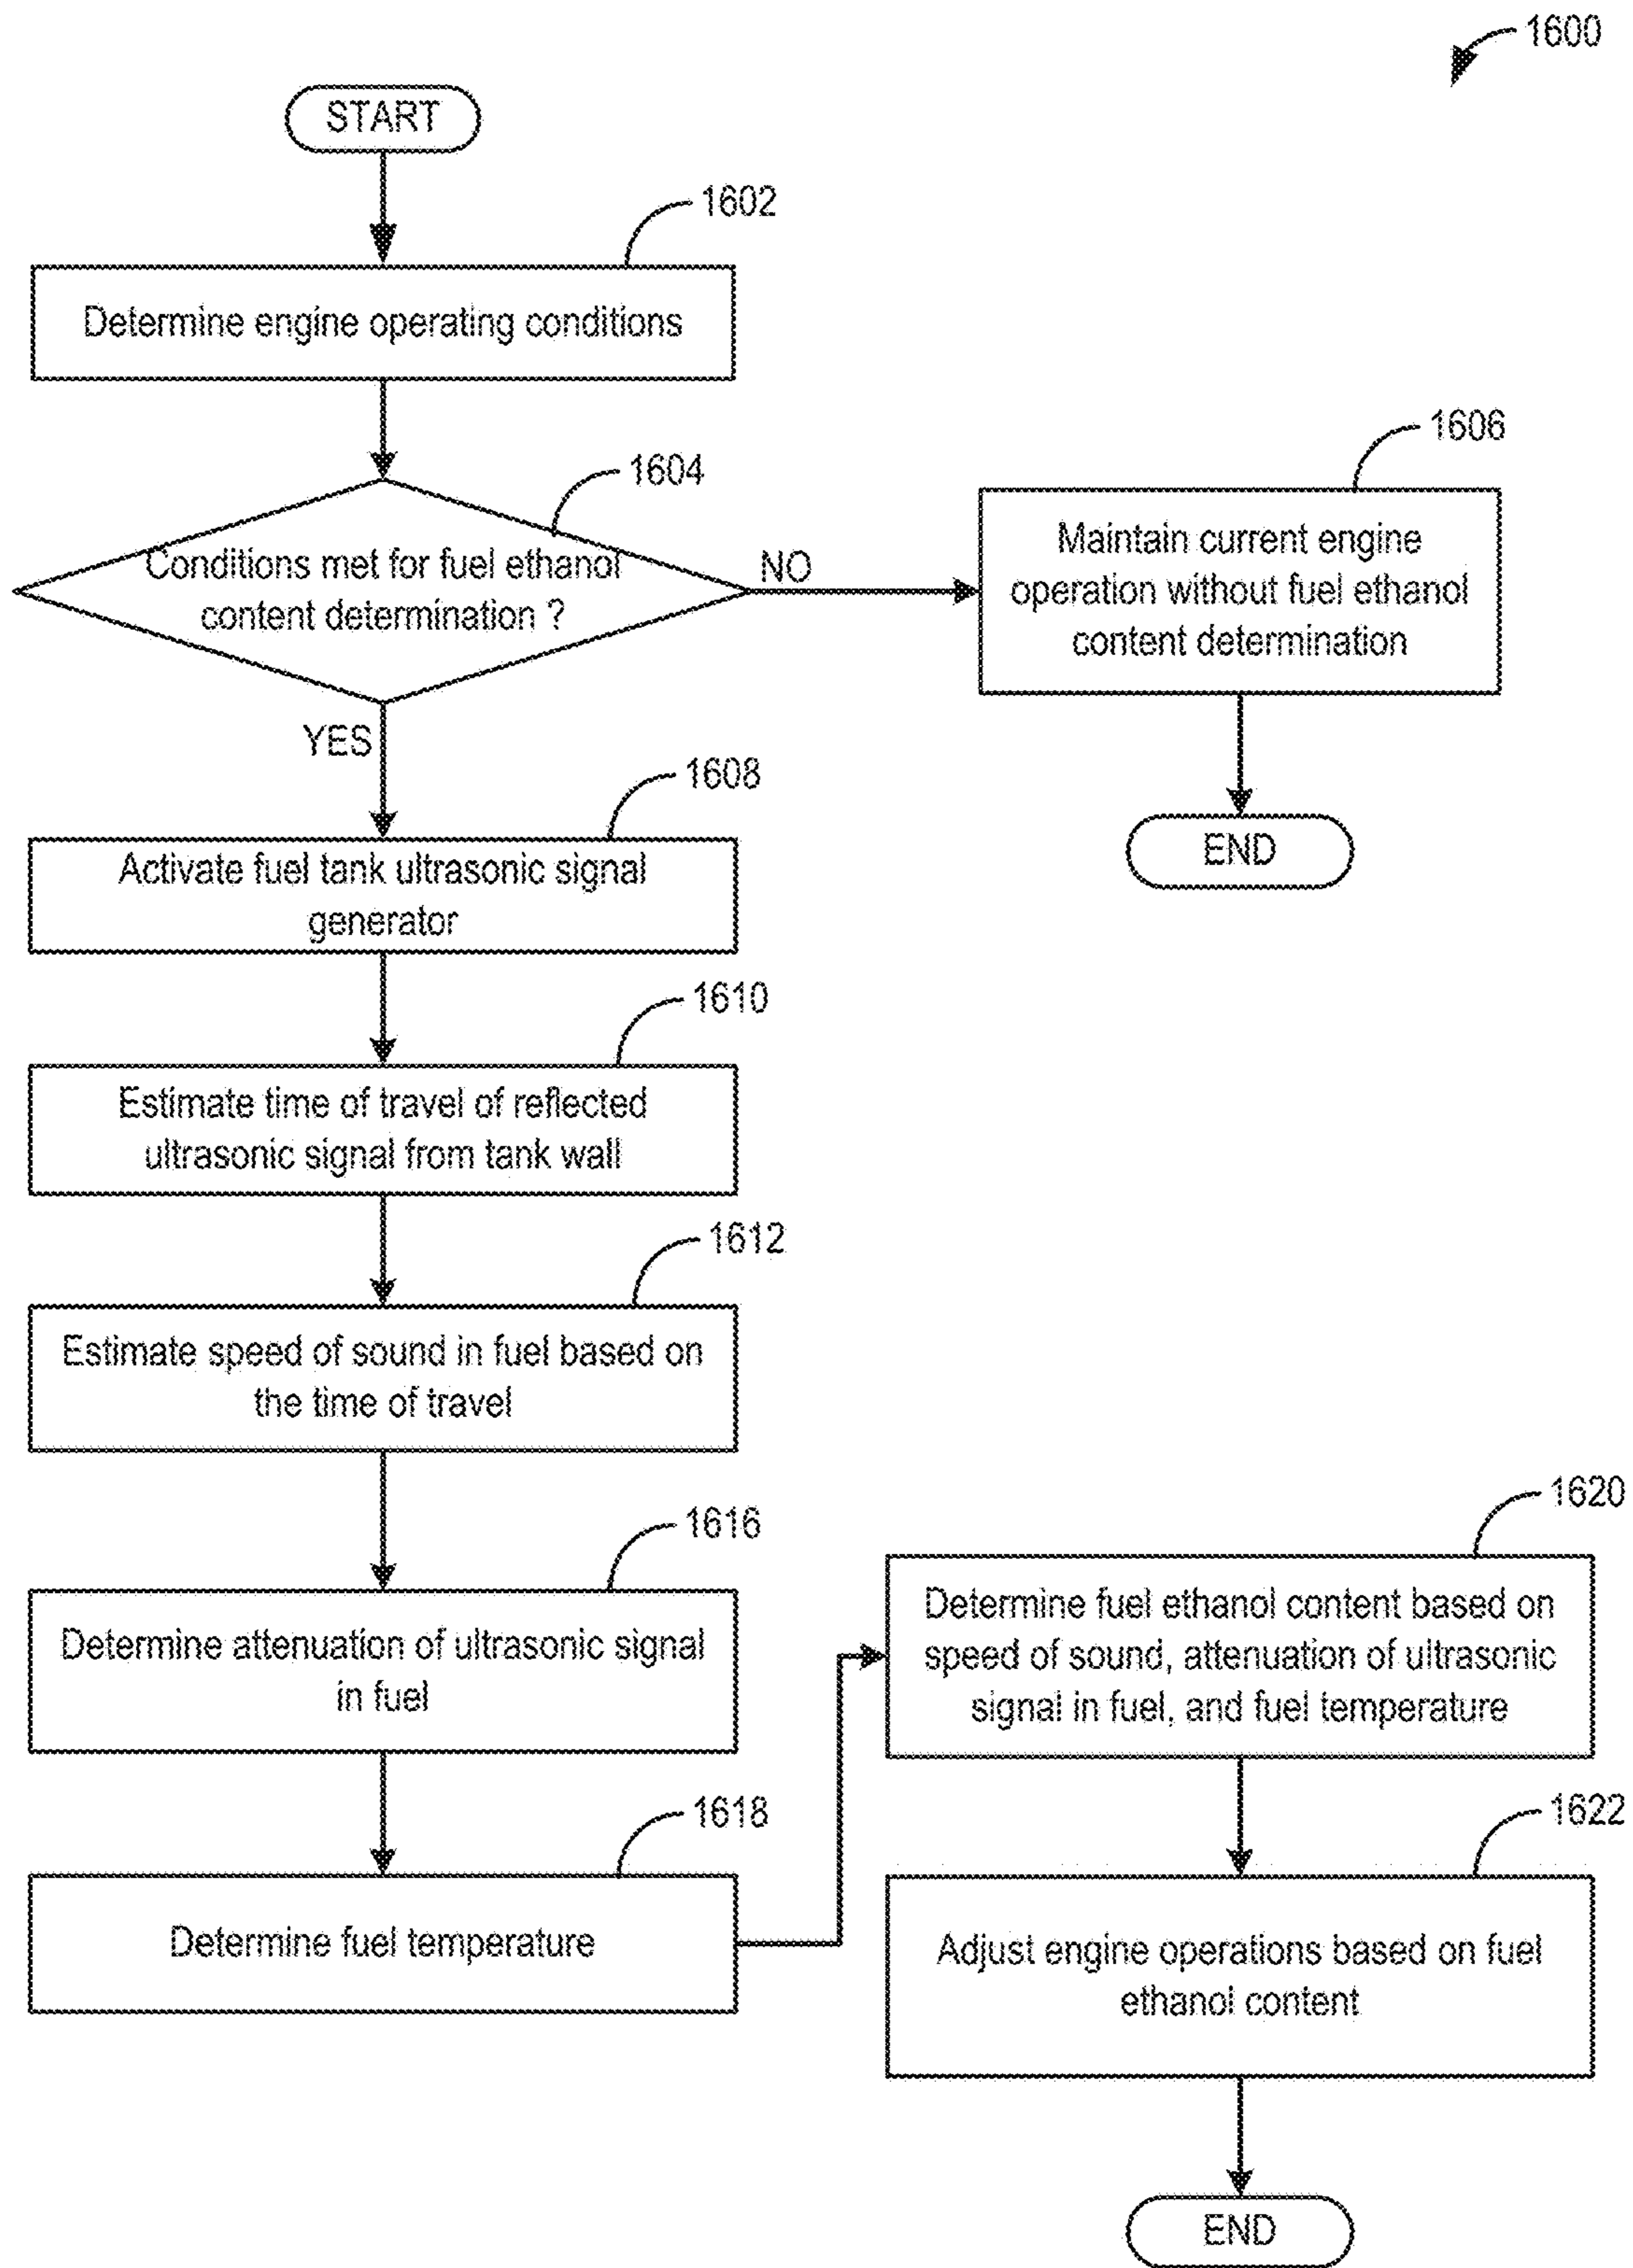 1600
START
1602
Determine engine operating conditions
1604
Conditions met for fuel ethanol
content determination ?
NO
YES
1606
Maintain current engine
operation without fuel ethanol
content determination
END
1608
Activate fuel tank ultrasonic signal
generator
1610
Estimate time of travel of reflected
ultrasonic signal from tank wall
1612
Estimate speed of sound in fuel based on
the time of travel
1616
Determine attenuation of ultrasonic signal
in fuel
1618
Determine fuel temperature
1620
Determine fuel ethanol content based on
speed of sound, attenuation of ultrasonic
signal in fuel, and fuel temperature
1622
Adjust engine operations based on fuel
ethanol content
END